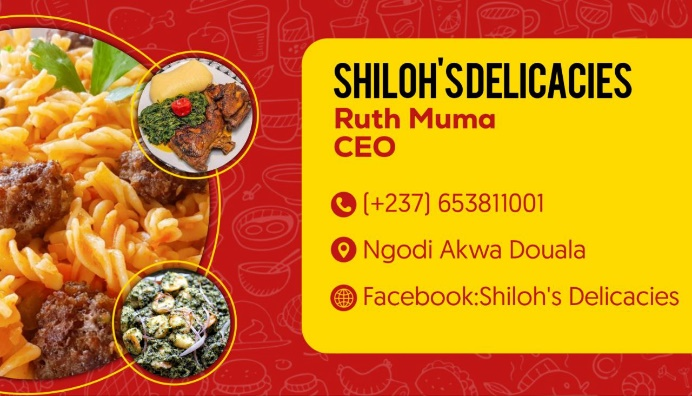 SHILOH'S DELICACIES
Ruth Muma
CEO
(+237) 653811001
Ngodi Akwa Douala
Facebook:Shiloh's Delicacies